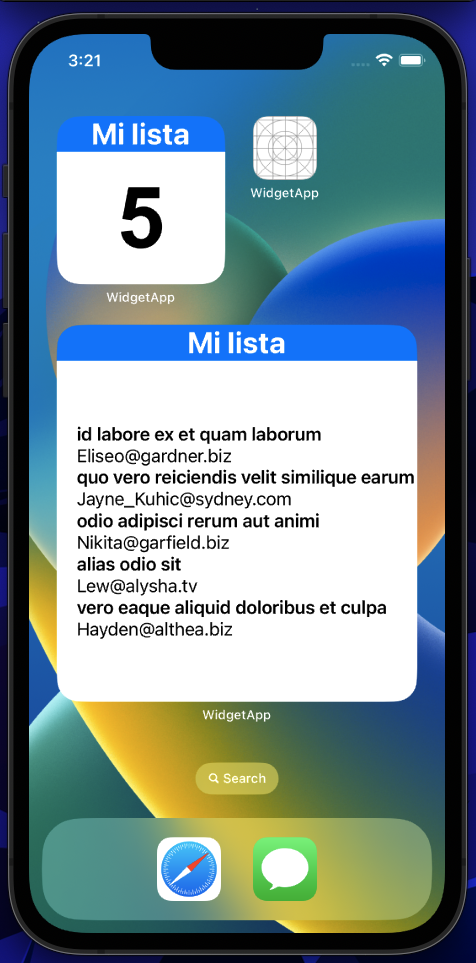 3:21
Mi lista
5
WidgetApp
WidgetApp
Mi lista
id labore ex et quam laborum
Eliseo@gardner.biz
quo vero reiciendis velit similique earum
Jayne_Kuhic@sydney.com
odio adipisci rerum aut animi
Nikita@garfield.biz
alias odio sit
Lew@alysha.tv
vero eaque aliquid doloribus et culpa
Hayden@althea.biz
WidgetApp
Search